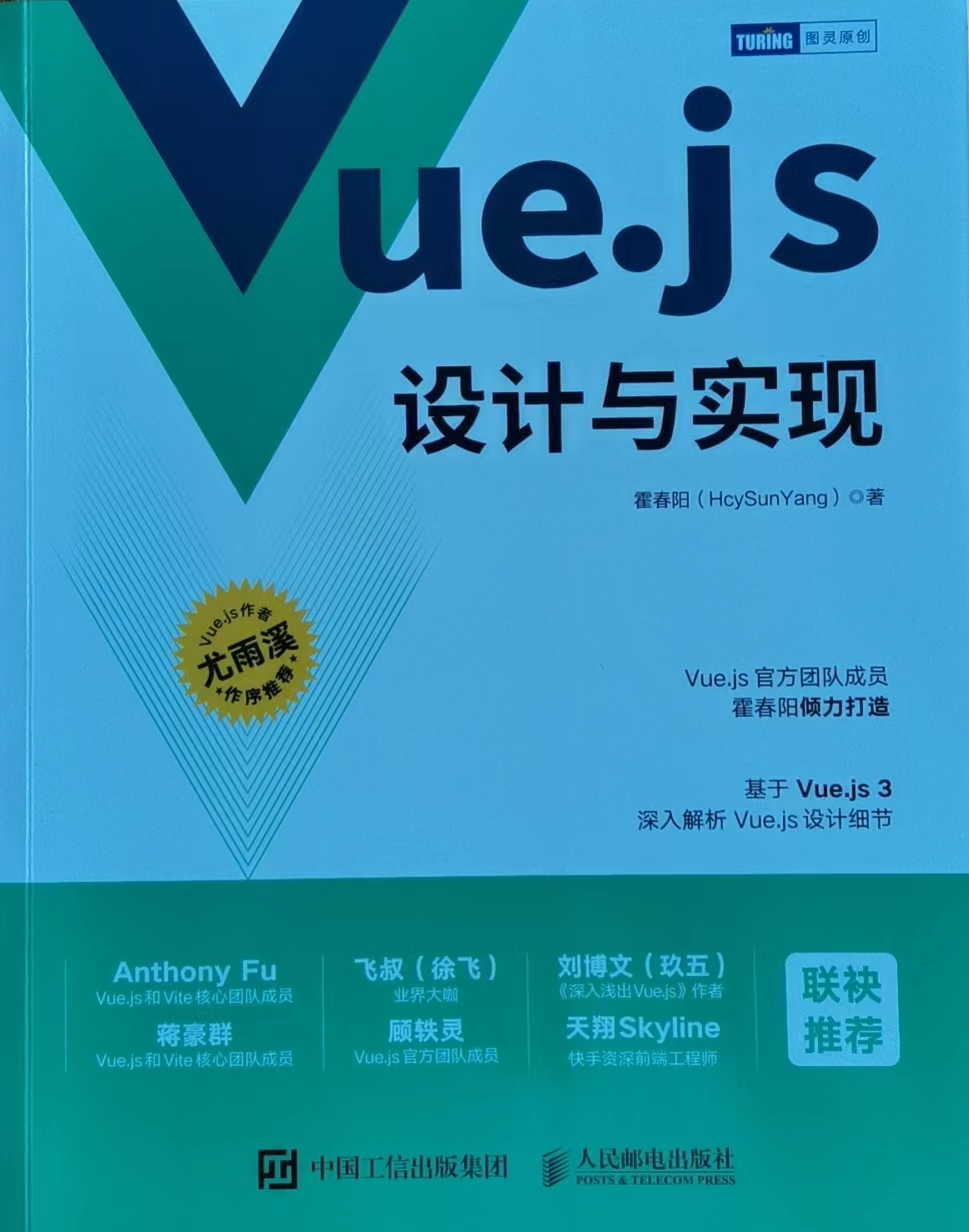 TURING 图灵原创
Vue.js
设计与实现
霍春阳（HcySunYang）◎著
Vue.js作者
尤雨溪
作序推荐
Vue.js官方团队成员
霍春阳倾力打造
基于 Vue.js 3
深入解析 Vue.js设计细节
Anthony Fu
Vue.js和Vite核心团队成员
蒋豪群
Vue.js和Vite核心团队成员
飞叔（徐飞）
业界大咖
顾轶灵
Vue.js官方团队成员
刘博文（玖五）
《深入浅出Vue.js》作者
天翔Skyline
快手资深前端工程师
联袂
推荐
中国工信出版集团
人民邮电出版社
POSTS & TELECOM PRESS